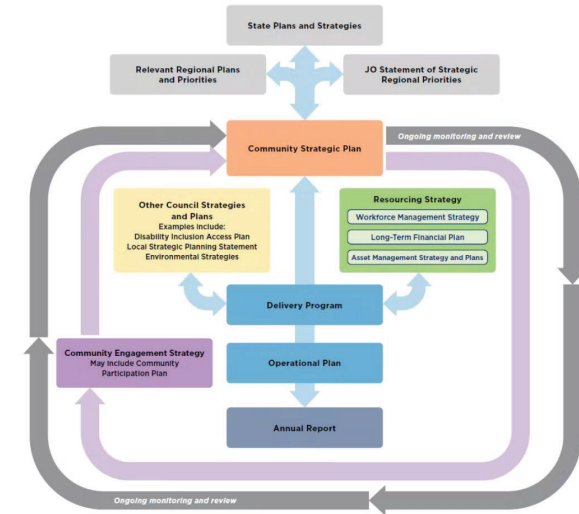 State Plans and Strategies
Relevant Regional Plans
and Priorities
JO Statement of Strategic
Regional Priorities
Ongoing monitoring and review
Community Strategic Plan
Other Council Strategies
and Plans
Examples include:
Disability Inclusion Access Plan
Local Strategic Planning Statement
Environmental Strategies
Resourcing Strategy
Workforce Management Strategy
Long-Term Financial Plan
Asset Management Strategy and Plans
Delivery Program
Community Engagement Strategy
May include Community
Participation Plan
Operational Plan
Annual Report
Ongoing monitoring and review